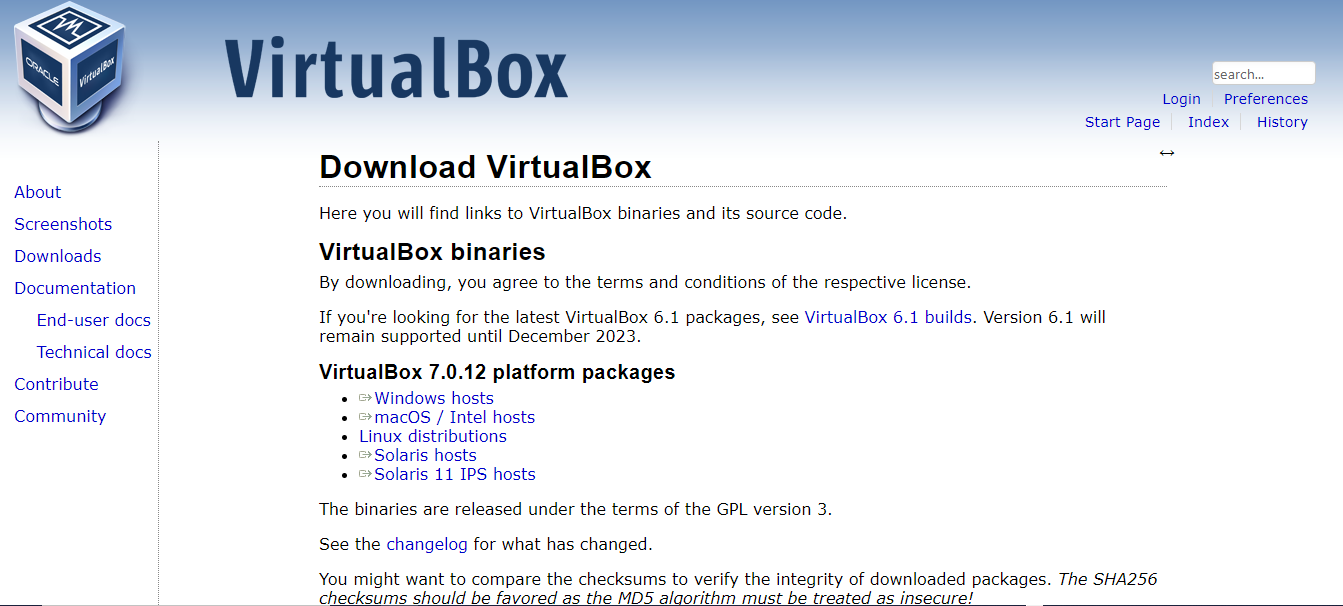 ORACLE
VirtualBox
VirtualBox
search...
Login
Preferences
Start Page
Index
History
About
Screenshots
Downloads
Documentation
End-user docs
Technical docs
Contribute
Community
Download VirtualBox
Here you will find links to VirtualBox binaries and its source code.
VirtualBox binaries
By downloading, you agree to the terms and conditions of the respective license.
If you're looking for the latest VirtualBox 6.1 packages, see VirtualBox 6.1 builds. Version 6.1 will
remain supported until December 2023.
VirtualBox 7.0.12 platform packages
• Windows hosts
• macOS / Intel hosts
• Linux distributions
• Solaris hosts
• Solaris 11 IPS hosts
The binaries are released under the terms of the GPL version 3.
See the changelog for what has changed.
You might want to compare the checksums to verify the integrity of downloaded packages. The SHA256
checksums should be favored as the MD5 algorithm must be treated as insecure!